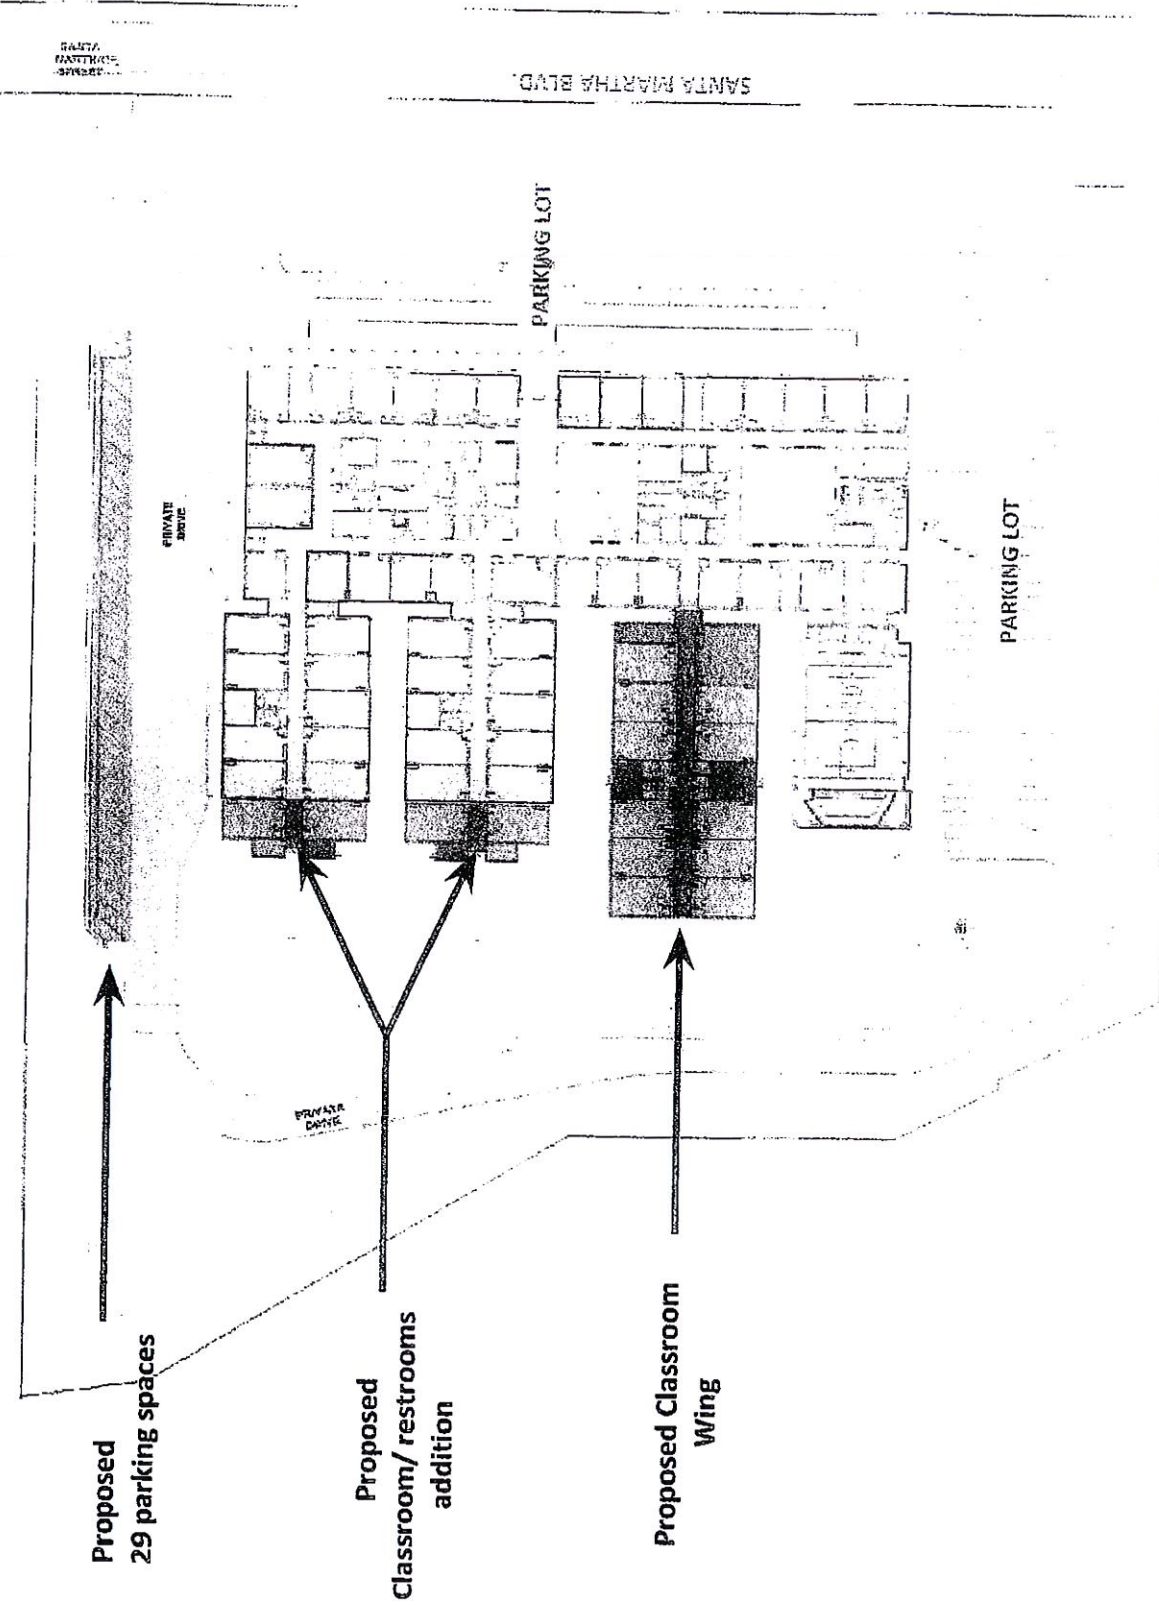 Proposed
29 parking spaces
Proposed
Classroom/ restrooms
addition
Proposed Classroom
Wing
PRIVATE
DRIVE
PRIVATE
DRIVE
PARKING LOT
PARKING LOT
SANTA MARTHA BLVD.
SANTA